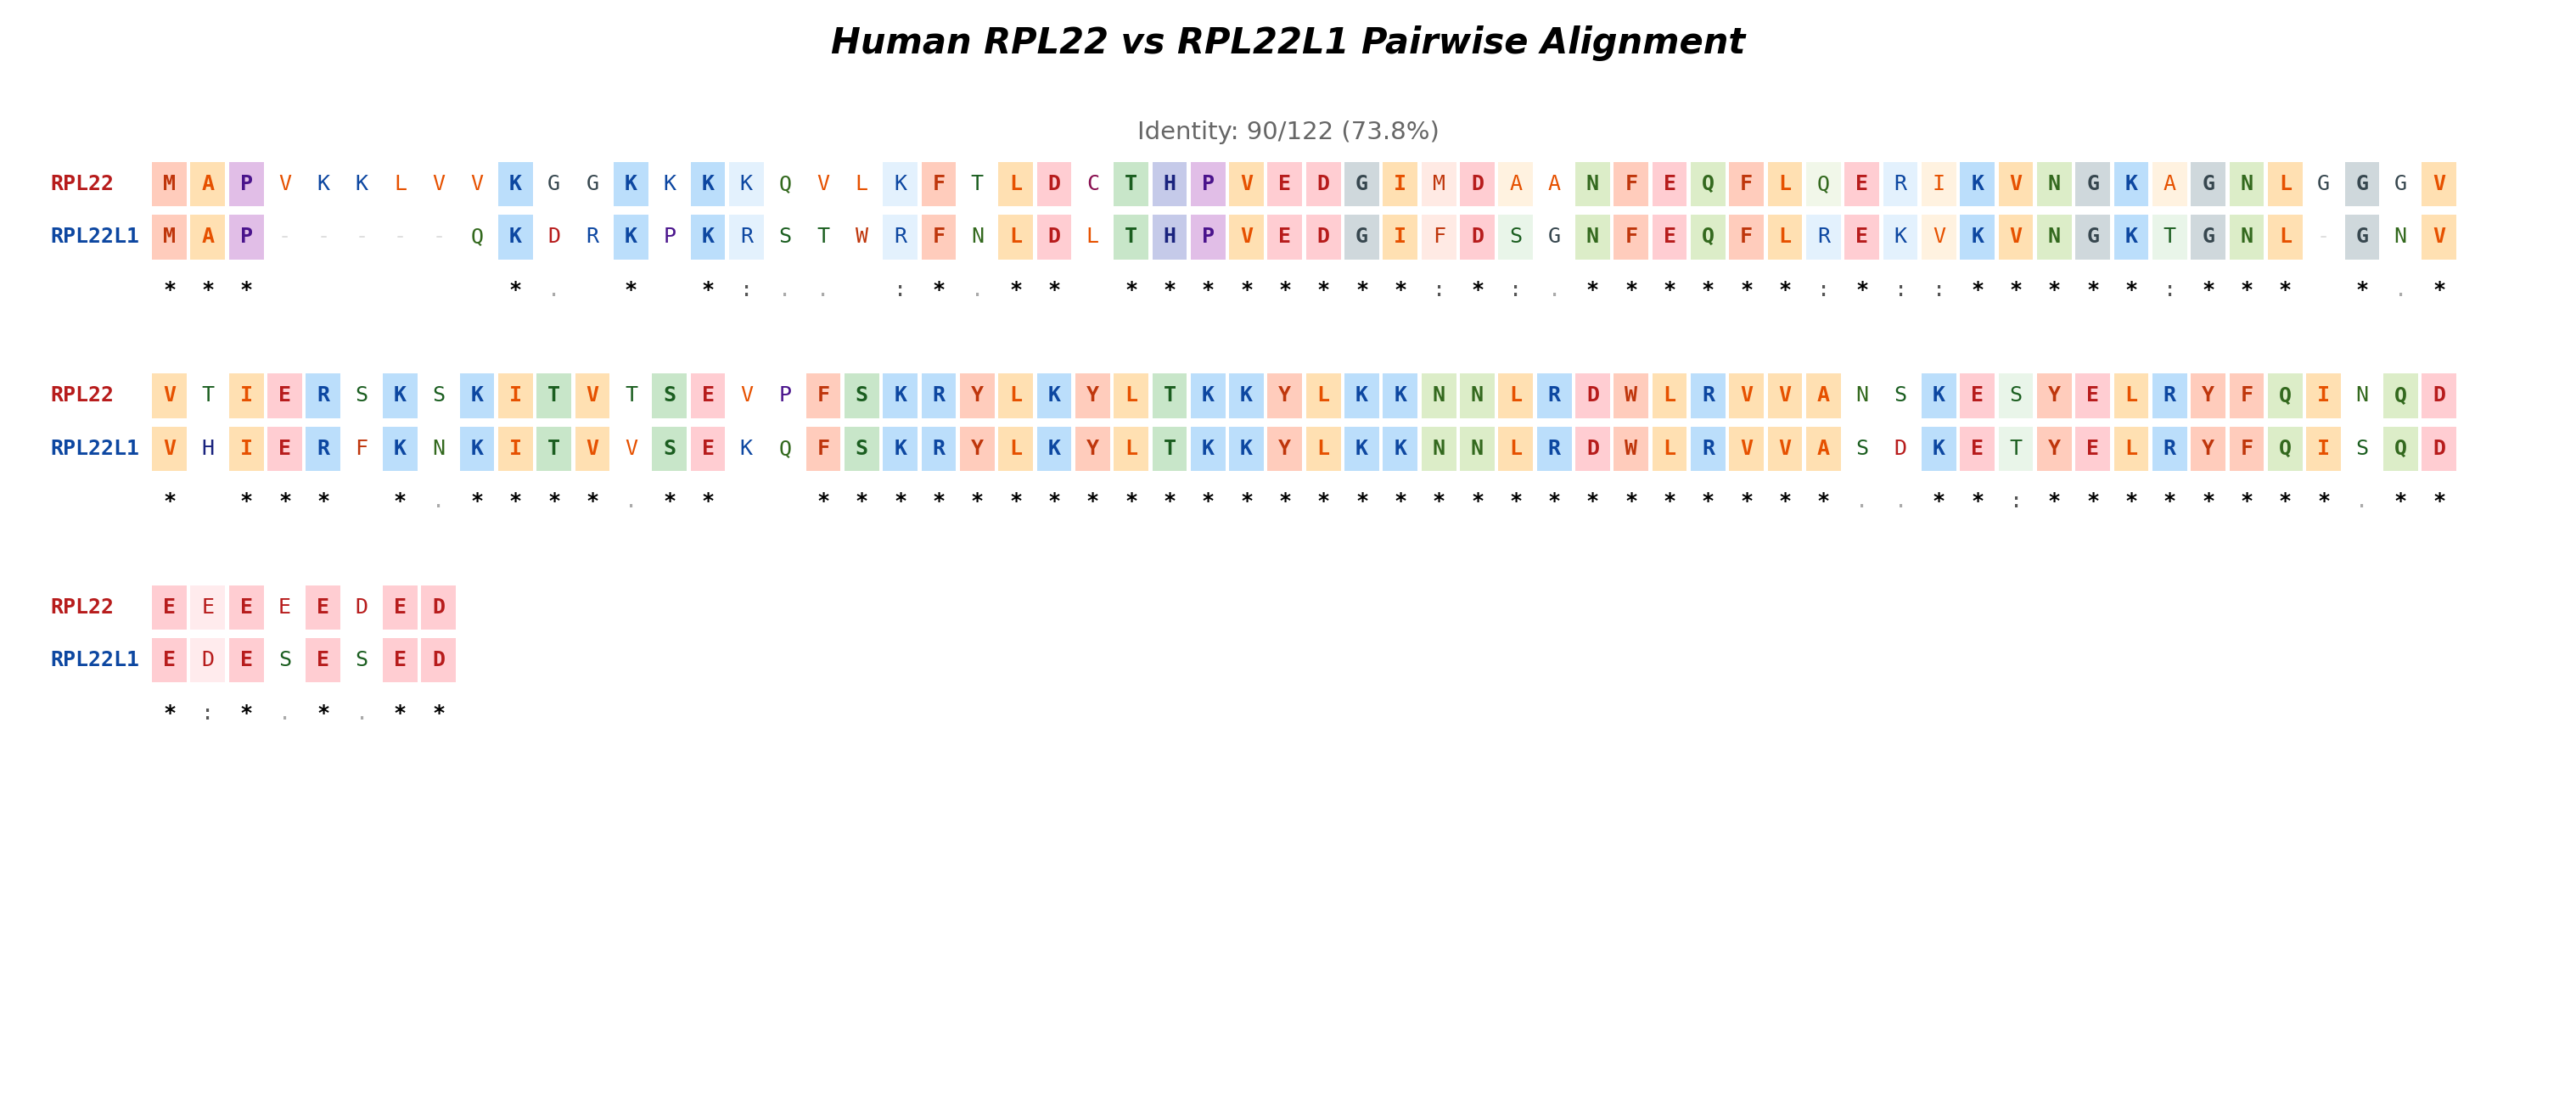 Human RPL22 vs RPL22L1 Pairwise Alignment
Identity: 90/122 (73.8%)
RPL22 M A P V K K L V V K G G K K K K Q V L K F T L D C T H P V E D G I M D A A N F E Q F L Q E R I K V N G K A G N L G G G V
RPL22L1 M A P - - - - - Q K D R K P K R S T W R F N L D L T H P V E D G I F D S G N F E Q F L R E K V K V N G K T G N L - G N V
* * * * . * * : . . : * . * * * * * * * * * * : * : . * * * * * * : * : : * * * * * : * * * * . *
RPL22 V T I E R S K S K I T V T S E V P F S K R Y L K Y L T K K Y L K K N N L R D W L R V V A N S K E S Y E L R Y F Q I N Q D
RPL22L1 V H I E R F K N K I T V V S E K Q F S K R Y L K Y L T K K Y L K K N N L R D W L R V V A S D K E T Y E L R Y F Q I S Q D
* * * * * . * * * * . * * * * * * * * * * * * * * * * * * * * * * * * * * * * * * . . * * : * * * * * * * * . * *
RPL22 E E E E E D E D
RPL22L1 E D E S E S E D
* : * . * . * *